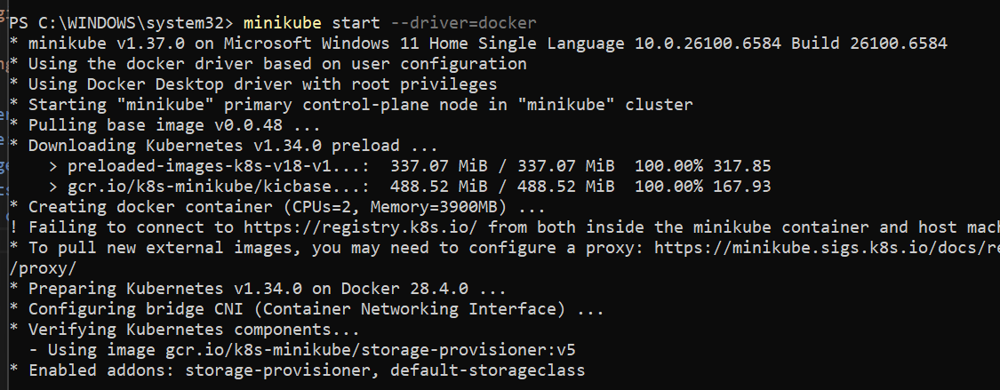 PS C:\WINDOWS\system32> minikube start --driver=docker
* minikube v1.37.0 on Microsoft Windows 11 Home Single Language 10.0.26100.6584 Build 26100.6584
* Using the docker driver based on user configuration
* Using Docker Desktop driver with root privileges
* Starting "minikube" primary control-plane node in "minikube" cluster
* Pulling base image v0.0.48 ...
* Downloading Kubernetes v1.34.0 preload ...
> preloaded-images-k8s-v18-v1...: 337.07 MiB / 337.07 MiB 100.00% 317.85
> gcr.io/k8s-minikube/kicbase...: 488.52 MiB / 488.52 MiB 100.00% 167.93
* Creating docker container (CPUs=2, Memory=3900MB) ...
! Failing to connect to https://registry.k8s.io/ from both inside the minikube container and host mac
* To pull new external images, you may need to configure a proxy: https://minikube.sigs.k8s.io/docs/re
/proxy/
* Preparing Kubernetes v1.34.0 on Docker 28.4.0 ...
* Configuring bridge CNI (Container Networking Interface) ...
* Verifying Kubernetes components...
- Using image gcr.io/k8s-minikube/storage-provisioner:v5
* Enabled addons: storage-provisioner, default-storageclass